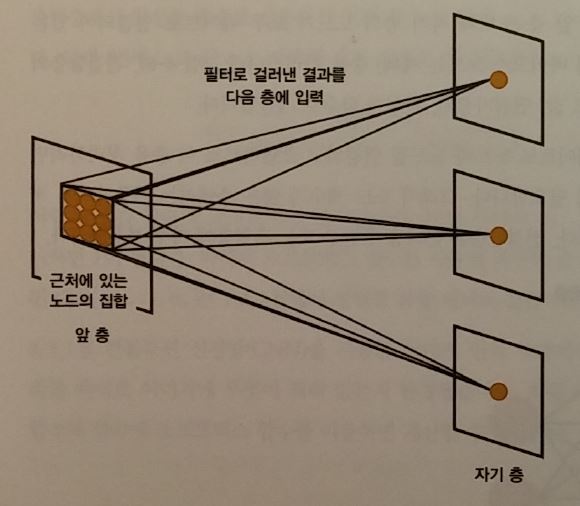 필터로 걸러낸 결과를
다음 층에 입력
근처에 있는
노드의 집합
앞 층
자기 층